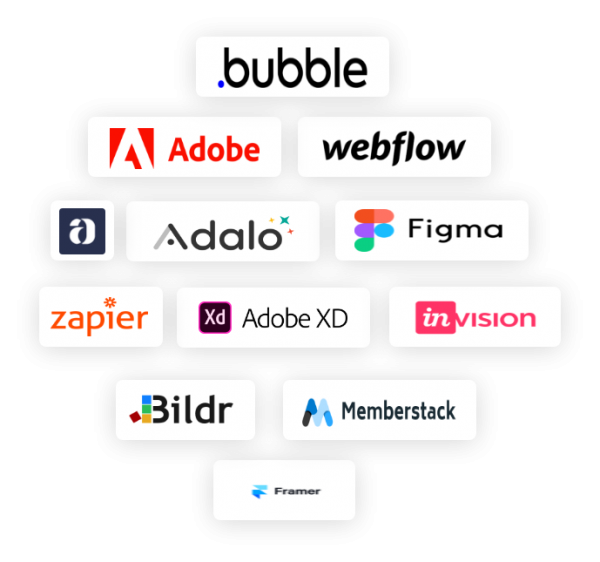 .bubble
Adobe
webflow
a
Adalo
Figma
zapier
Xd Adobe XD
inVISION
Bildr
Memberstack
Framer